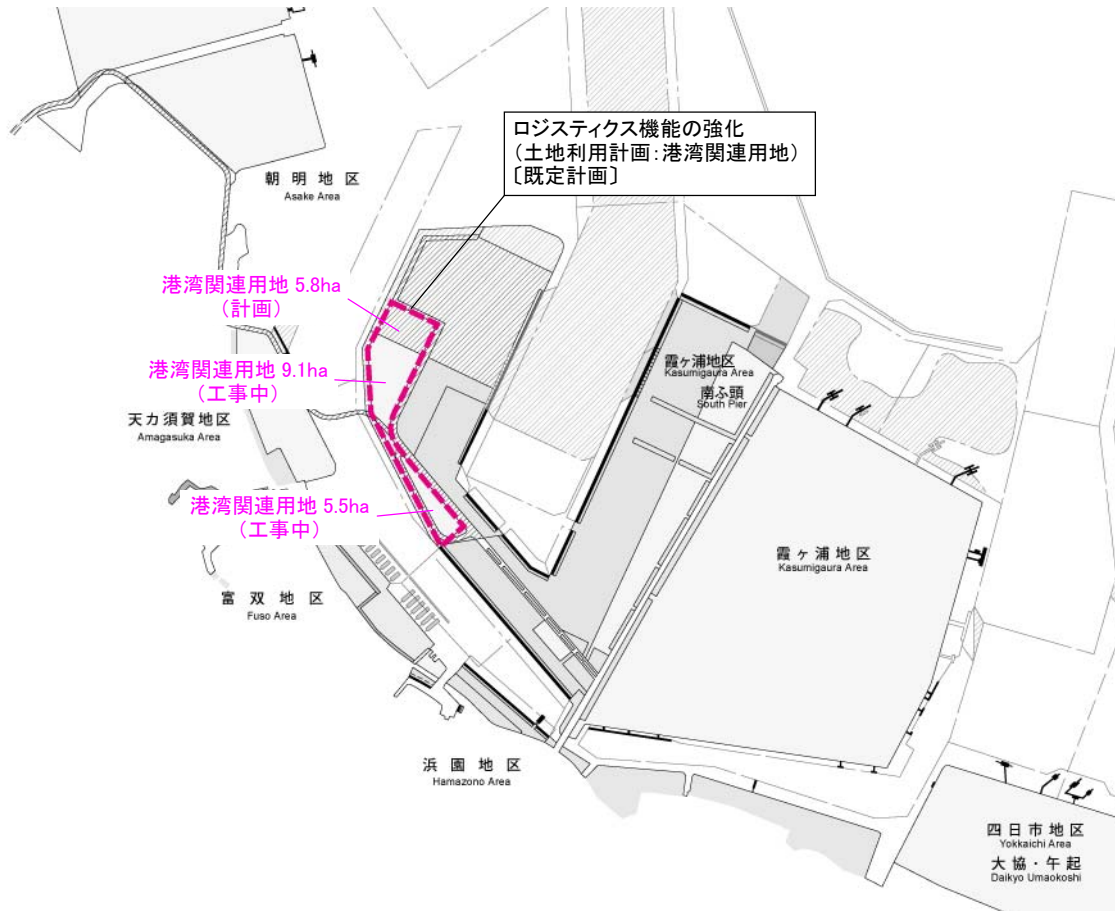 ロジスティクス機能の強化
（土地利用計画：港湾関連用地）
〔既定計画〕
朝明地区
Asake Area
港湾関連用地 5.8ha
（計画）
港湾関連用地 9.1ha
（工事中）
天力須賀地区
Amagasuka Area
港湾関連用地 5.5ha
（工事中）
富双地区
Fuso Area
霞ヶ浦地区
Kasumigaura Area
南ふ頭
South Pier
霞ヶ浦地区
Kasumigaura Area
浜園地区
Hamazono Area
四日市地区
Yokkaichi Area
大協・午起
Daikyo Umaokoshi